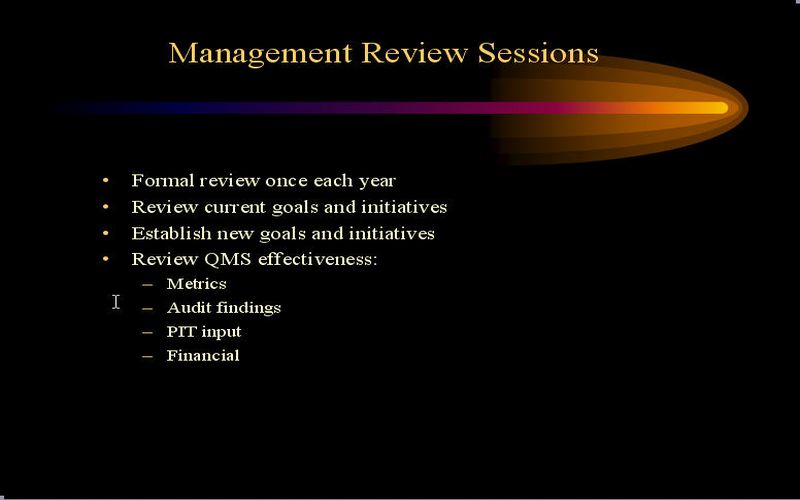 Management Review Sessions
• Formal review once each year
• Review current goals and initiatives
• Establish new goals and initiatives
• Review QMS effectiveness:
– Metrics
– Audit findings
– PIT input
– Financial